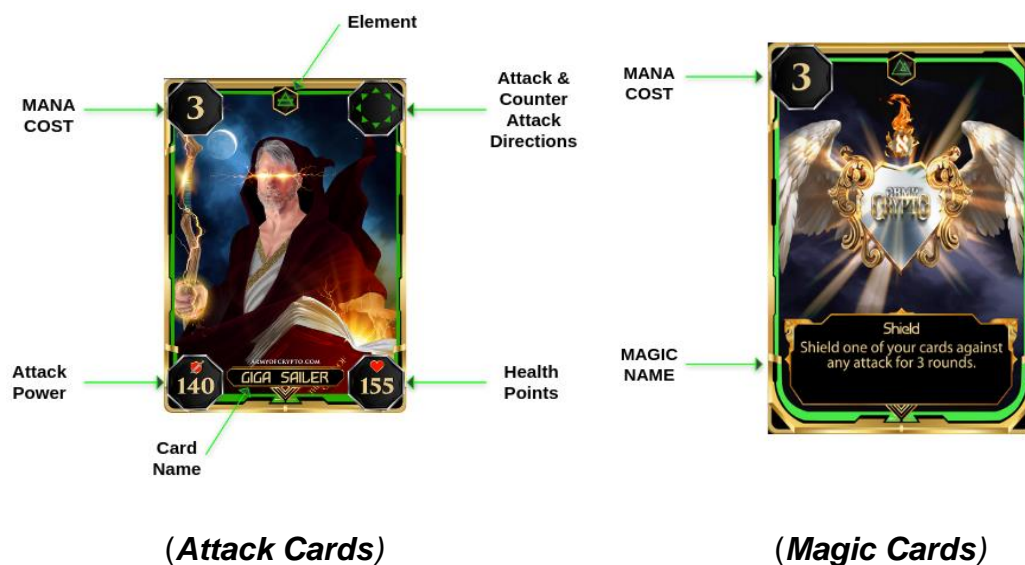 Element
MANA
COST
3
Attack &
Counter
Attack
Directions
ARMYOFCRYPTO.COM
Attack
Power
140
GIGA SAILER
155
Health
Points
Card
Name
(Attack Cards)
MANA
COST
3
ARMY
CRYPTO
MAGIC
NAME
Shield
Shield one of your cards against
any attack for 3 rounds.
(Magic Cards)